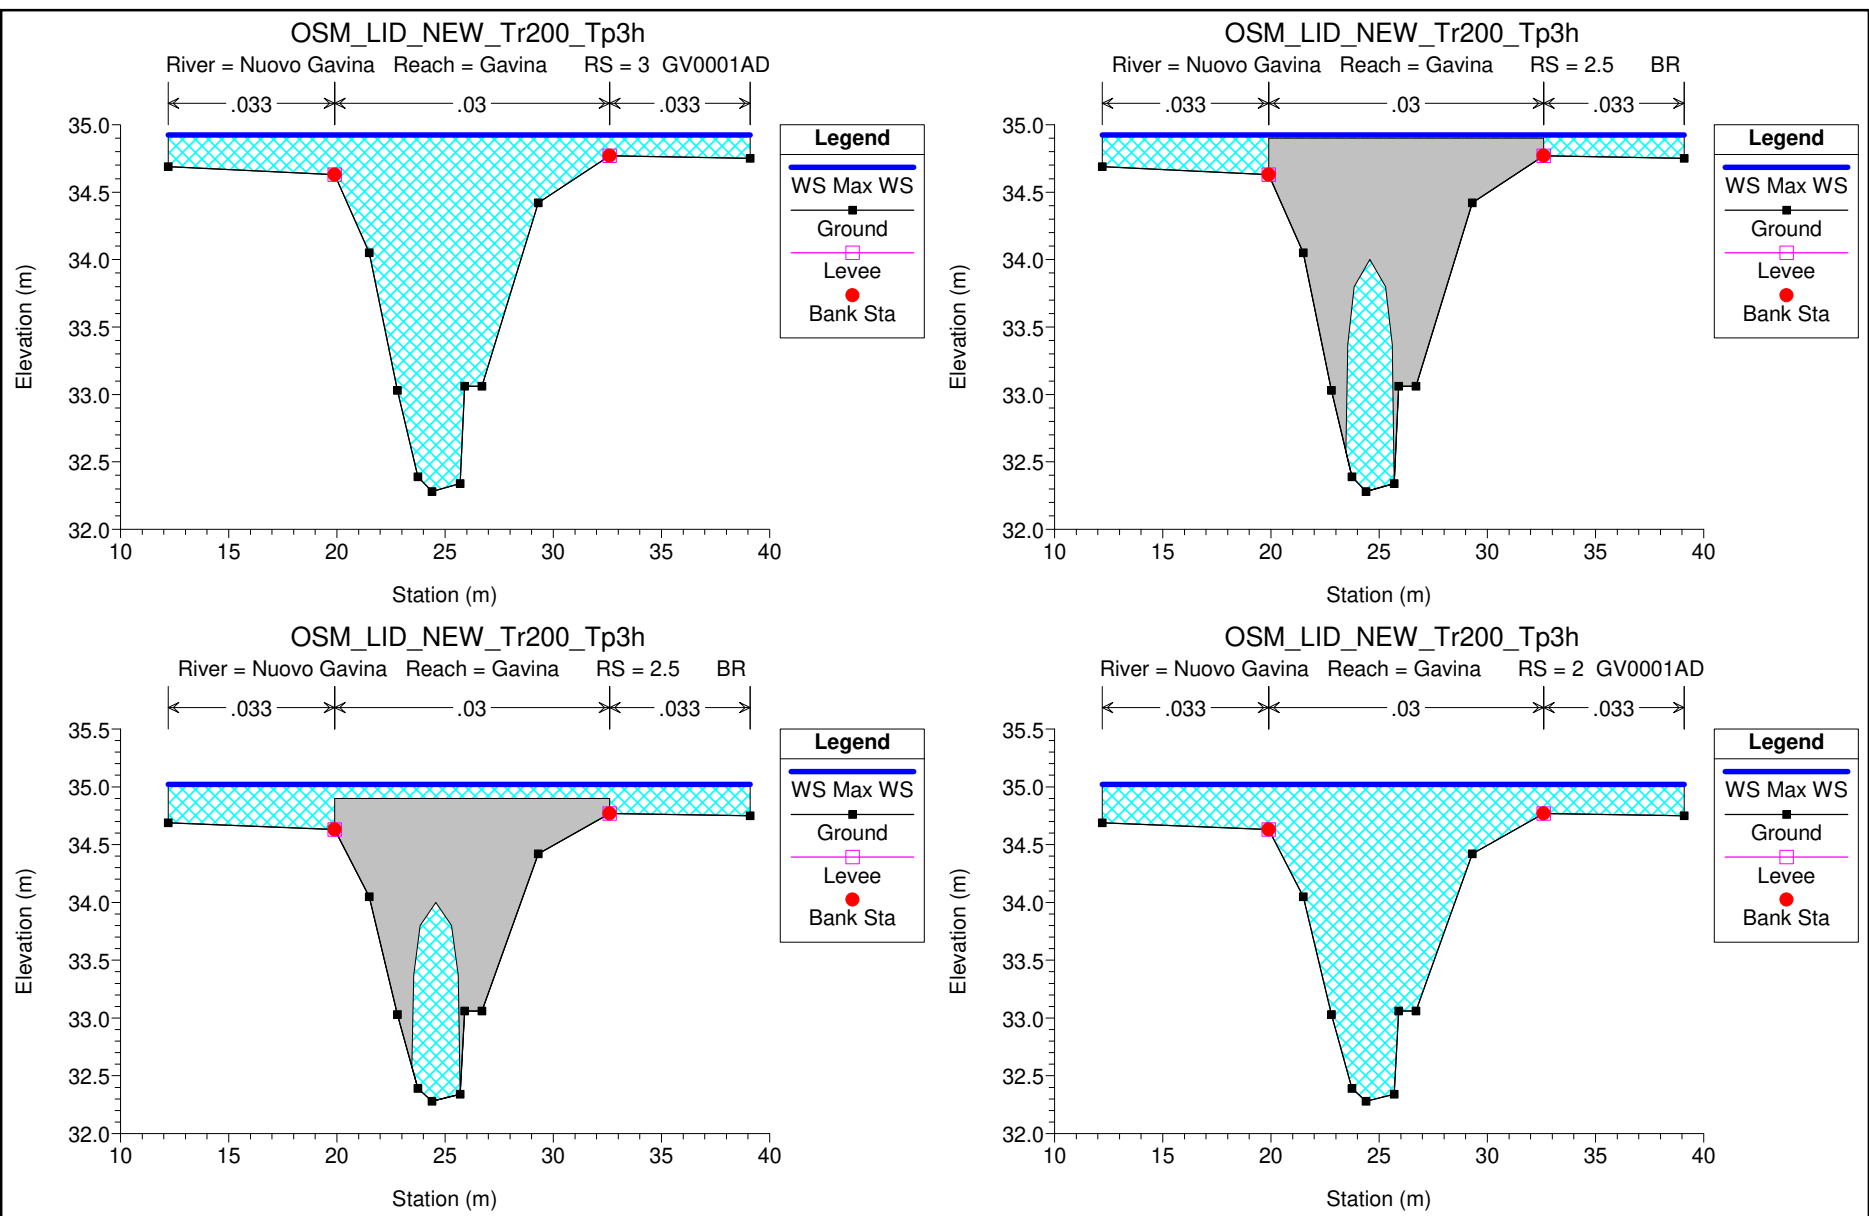 OSM_LID_NEW_Tr200_Tp3h
River = Nuovo Gavina Reach = Gavina RS = 3 GV0001AD
.033 .03 .033
35.0
34.5
34.0
33.5
33.0
32.5
32.0
Elevation (m)
10 15 20 25 30 35 40
Station (m)
Legend
WS Max WS
Ground
Levee
Bank Sta
OSM_LID_NEW_Tr200_Tp3h
River = Nuovo Gavina Reach = Gavina RS = 2.5 BR
.033 .03 .033
35.0
34.5
34.0
33.5
33.0
32.5
32.0
Elevation (m)
10 15 20 25 30 35 40
Station (m)
Legend
WS Max WS
Ground
Levee
Bank Sta
OSM_LID_NEW_Tr200_Tp3h
River = Nuovo Gavina Reach = Gavina RS = 2.5 BR
.033 .03 .033
35.5
35.0
34.5
34.0
33.5
33.0
32.5
32.0
Elevation (m)
10 15 20 25 30 35 40
Station (m)
Legend
WS Max WS
Ground
Levee
Bank Sta
OSM_LID_NEW_Tr200_Tp3h
River = Nuovo Gavina Reach = Gavina RS = 2 GV0001AD
.033 .03 .033
35.5
35.0
34.5
34.0
33.5
33.0
32.5
32.0
Elevation (m)
10 15 20 25 30 35 40
Station (m)
Legend
WS Max WS
Ground
Levee
Bank Sta